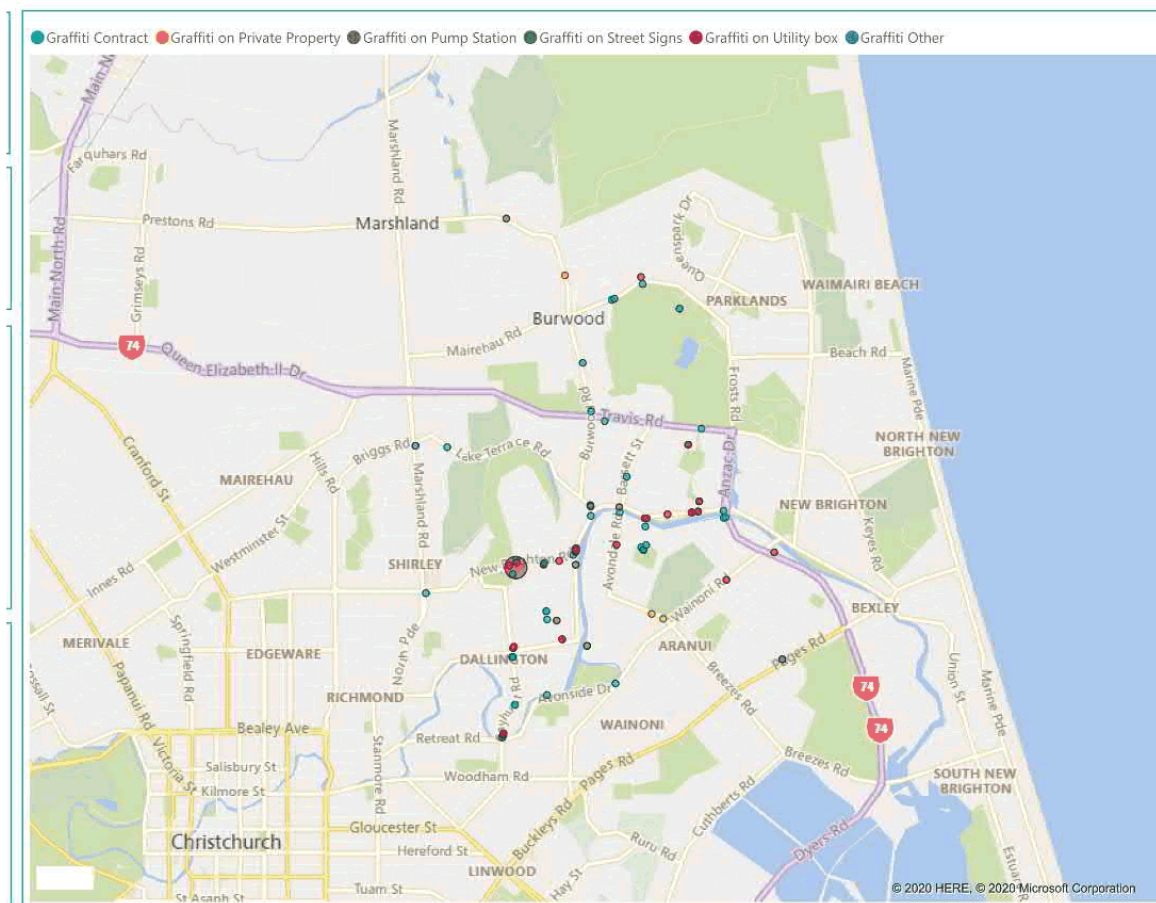 Graffiti Contract Graffiti on Private Property Graffiti on Pump Station Graffiti on Street Signs Graffiti on Utility box Graffiti Other
Main North Rd
Farquhars Rd
Prestons Rd
Grimseys Rd
Marshland Rd
Marshland
Queenspark Dr
WAIMAIRI BEACH
PARKLANDS
Burwood
74
Queen Elizabeth II Dr
Mairehau Rd
Beach Rd
Marine Pde
Frosts Rd
Travis Rd
Burwood Rd
Cranford St
Hills Rd
Briggs Rd
Lake Terrace Rd
Bassett St
Anzac Dr
NORTH NEW
BRIGHTON
MAIREHAU
Westminster St
Marshland Rd
NEW BRIGHTON
Keyes Rd
Avondale Rd
Innes Rd
SHIRLEY
New Brighton Rd
Wainoni Rd
BEXLEY
MERIVALE
Springfield Rd
EDGEWARE
North Pde
DALLINGTON
ARANUI
Pages Rd
Papanui Rd
RICHMOND
Avonside Dr
Breezes Rd
Union St
Marine Pde
74
74
WAINONI
Bealey Ave
Retreat Rd
Stanmore Rd
Victoria St
Salisbury St
Kilmore St
Woodham Rd
Pages Rd
Breezes Rd
SOUTH NEW
BRIGHTON
Christchurch
Gloucester St
Hereford St
Buckleys Rd
Cuthberts Rd
Ruru Rd
Dyers Rd
LINWOOD
Hay St
Tuam St
St Asaph St
© 2020 HERE, © 2020 Microsoft Corporation